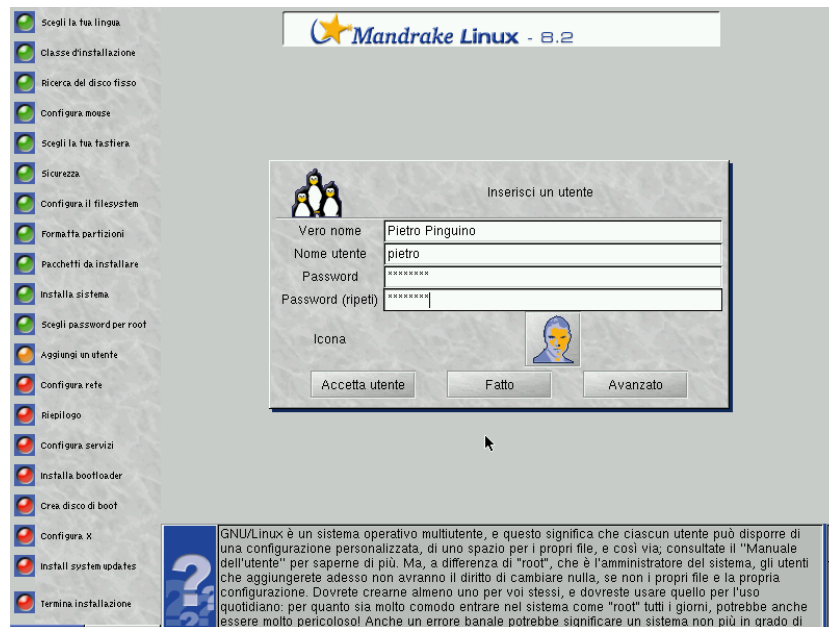 Scegli la tua lingua
Classe d'installazione
Ricerca del disco fisso
Configura mouse
Scegli la tua tastiera
Sicurezza
Configura il filesystem
Formatta partizioni
Pacchetti da installare
Installa sistema
Scegli password per root
Aggiungi un utente
Configura rete
Riepilogo
Configura servizi
Installa bootloader
Crea disco di boot
Configura X
Install system updates
Termina installazione
Mandrake Linux - 8.2
Inserisci un utente
Vero nome Pietro Pinguino
Nome utente pietro
Password ********
Password (ripeti) ********
Icona
Accetta utente Fatto Avanzato
GNU/Linux è un sistema operativo multiutente, e questo significa che ciascun utente può disporre di
una configurazione personalizzata, di uno spazio per i propri file, e così via; consultate il "Manuale
dell'utente" per saperne di più. Ma, a differenza di "root", che è l'amministratore del sistema, gli utenti
che aggiungerete adesso non avranno il diritto di cambiare nulla, se non i propri file e la propria
configurazione. Dovrete crearne almeno uno per voi stessi, e dovreste usare quello per l'uso
quotidiano: per quanto sia molto comodo entrare nel sistema come "root" tutti i giorni, potrebbe anche
essere molto pericoloso! Anche un errore banale potrebbe significare un sistema non più in grado di